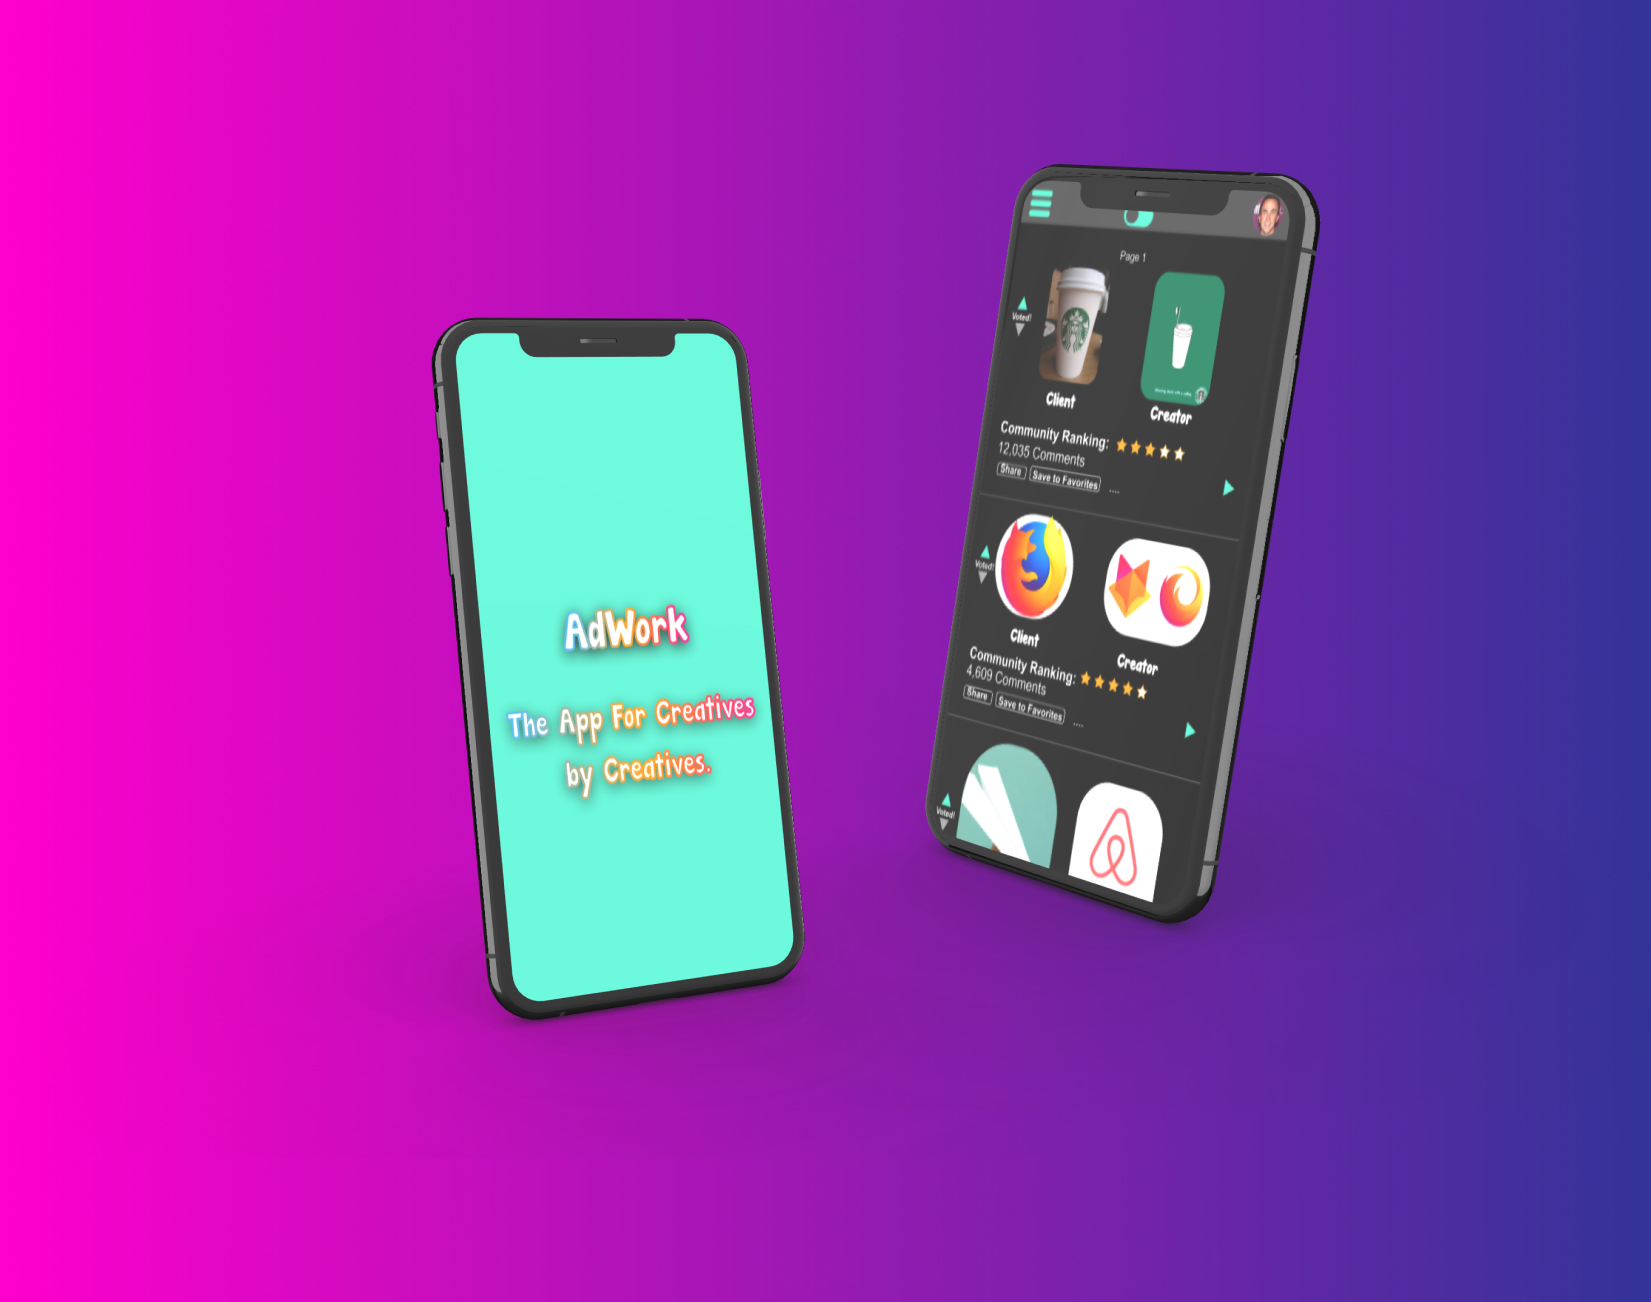 AdWork
The App For Creatives
by Creatives.
Page 1
Voted!
Client
Creator
Community Ranking:
12,035 Comments
Share
Save to Favorites
....
Voted!
Client
Creator
Community Ranking:
4,609 Comments
Share
Save to Favorites
....
Voted!